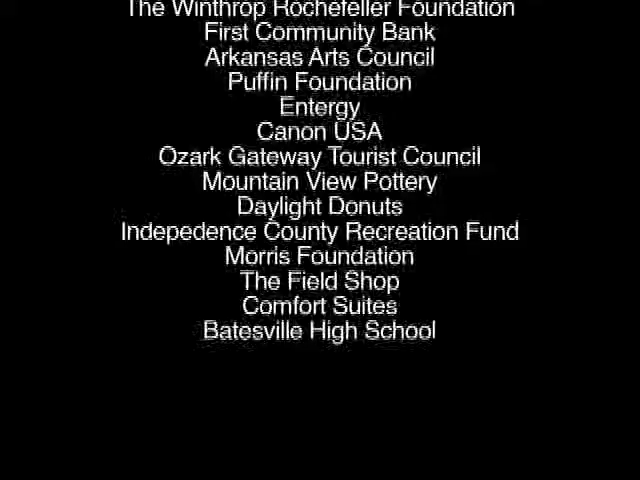 The Winthrop Rochefeller Foundation
First Community Bank
Arkansas Arts Council
Puffin Foundation
Entergy
Canon USA
Ozark Gateway Tourist Council
Mountain View Pottery
Daylight Donuts
Indepedence County Recreation Fund
Morris Foundation
The Field Shop
Comfort Suites
Batesville High School